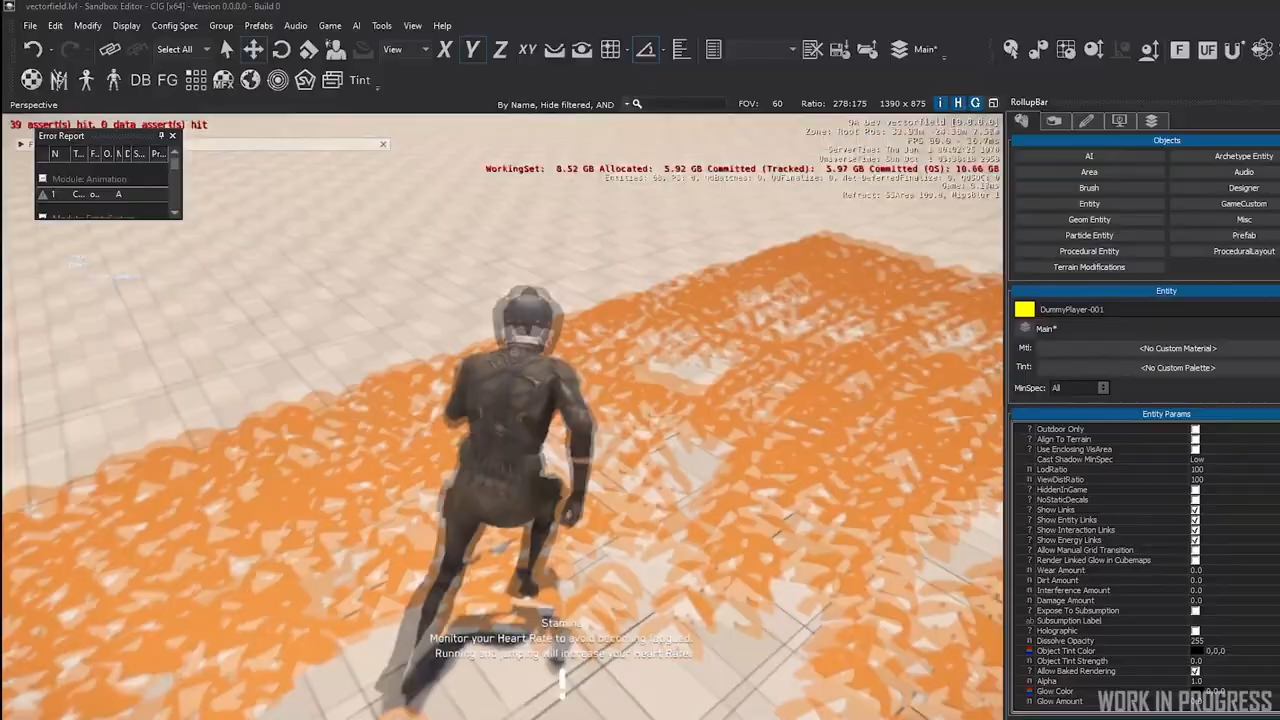 vectorfield.lvl - Sandbox Editor - CIG [x64] - Version 0.0.0.0 - Build 0
File Edit Modify Display Config Spec Group Prefabs Audio Game AI Tools View Help
Select All View X Y Z XY Main* F UF U
DB FG MFX SV Tint
Perspective By Name, Hide filtered, AND FOV: 60 Ratio: 278:175 1390 x 875 i H G
39 assert(s) hit, 0 data assert(s) hit
Error Report
N T... F... O. M D S... Pr...
Module: Animation
1 C... o.. A
WorkingSet: 8.52 GB Allocated: 5.92 GB Committed (Tracked): 5.97 GB Committed (OS): 10.66 GB
Stamina
Monitor your Heart Rate to avoid becoming fatigued.
Running and jumping will increase your Heart Rate.
RollupBar
Objects
AI Archetype Entity
Area Audio
Brush Designer
Entity GameCustom
Geom Entity Misc
Particle Entity Prefab
Procedural Entity ProceduralLayout
Terrain Modifications
Entity
DummyPlayer-001
Main*
Mtl: <No Custom Material>
Tint: <No Custom Palette>
MinSpec: All
Entity Params
? Outdoor Only
? Align To Terrain
? Use Enclosing VisArea
Cast Shadow MinSpec Low
n LodRatio 100
n ViewDistRatio 100
? HiddenInGame
? NoStaticDecals
? Show Links
? Show Entity Links
? Show Interaction Links
? Show Energy Links
? Allow Manual Grid Transition
? Render Linked Glow in Cubemaps
n Wear Amount 0.0
n Dirt Amount 0.0
n Interference Amount 0.0
n Damage Amount 0.0
? Expose To Subsumption
ab Subsumption Label
? Holographic
n Dissolve Opacity 255
Object Tint Color 0,0,0
n Object Tint Strength 0.0
? Allow Baked Rendering
n Alpha 1.0
Glow Color 0,0,0
n Glow Amount
WORK IN PROGRESS